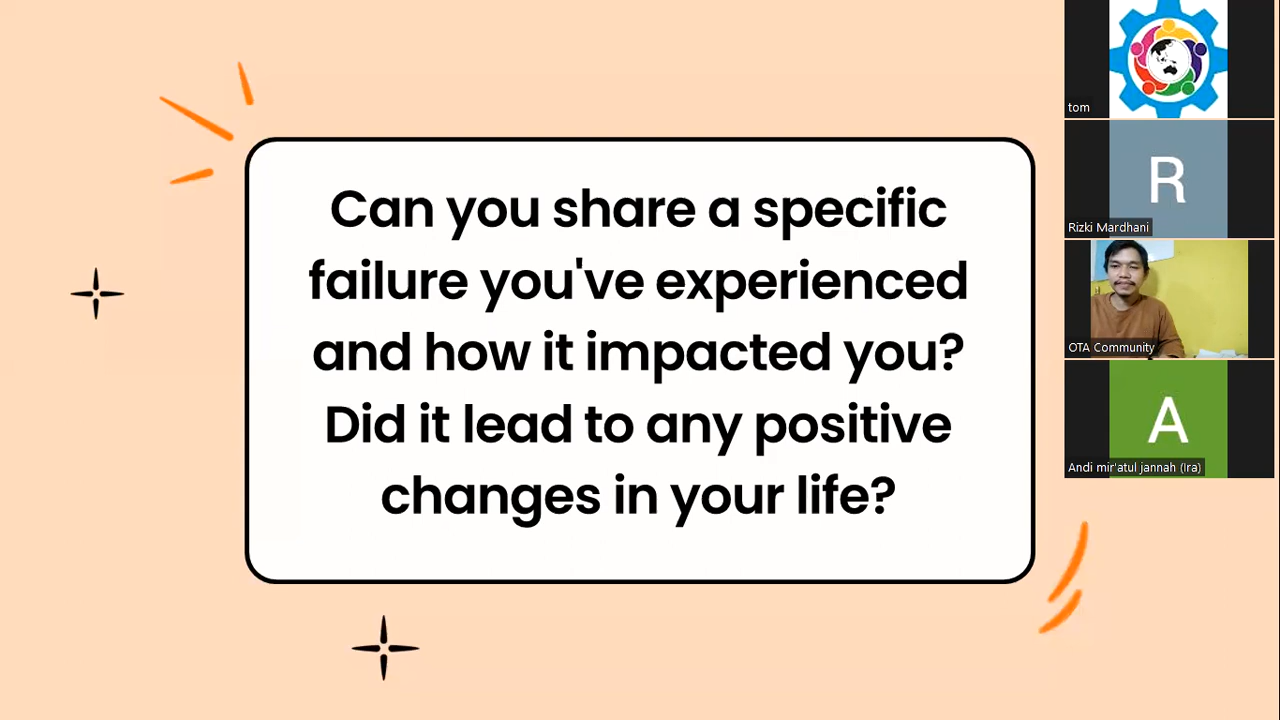 Can you share a specific
failure you've experienced
and how it impacted you?
Did it lead to any positive
changes in your life?
tom
R
Rizki Mardhani
OTA Community
A
Andi mir'atul jannah (Ira)